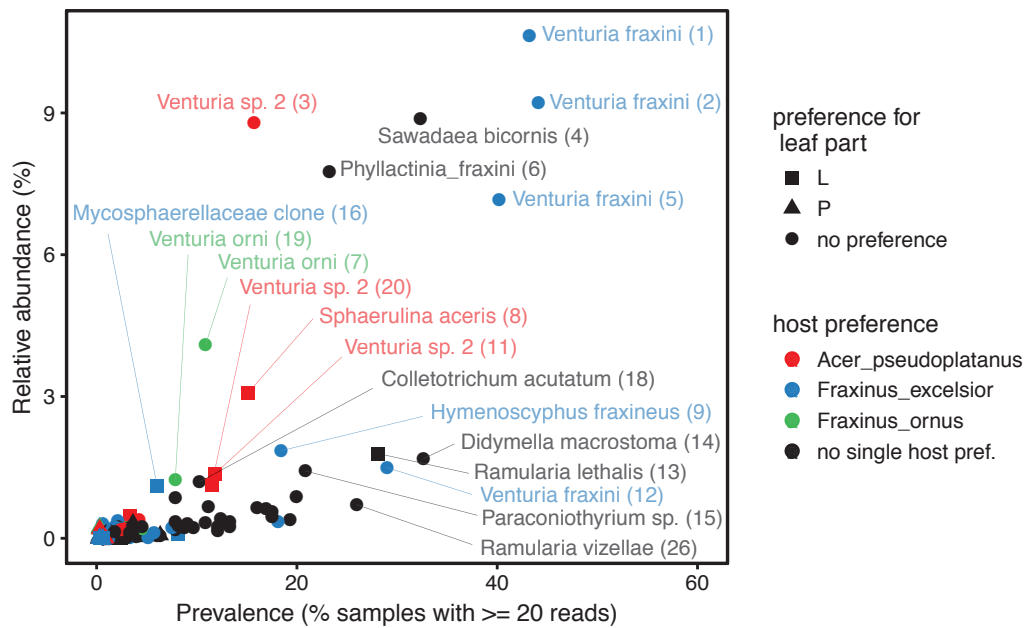 Venturia fraxini (1)
Venturia sp. 2 (3)
Venturia fraxini (2)
Sawadaea bicornis (4)
Phyllactinia_fraxini (6)
Venturia fraxini (5)
Mycosphaerellaceae clone (16)
Venturia orni (19)
Venturia orni (7)
Venturia sp. 2 (20)
Sphaerulina aceris (8)
Venturia sp. 2 (11)
Colletotrichum acutatum (18)
Hymenoscyphus fraxineus (9)
Didymella macrostoma (14)
Ramularia lethalis (13)
Venturia fraxini (12)
Paraconiothyrium sp. (15)
Ramularia vizellae (26)
9
6
3
0
Relative abundance (%)
0 20 40 60
Prevalence (% samples with >= 20 reads)
preference for
leaf part
L
P
no preference
host preference
Acer_pseudoplatanus
Fraxinus_excelsior
Fraxinus_ornus
no single host pref.